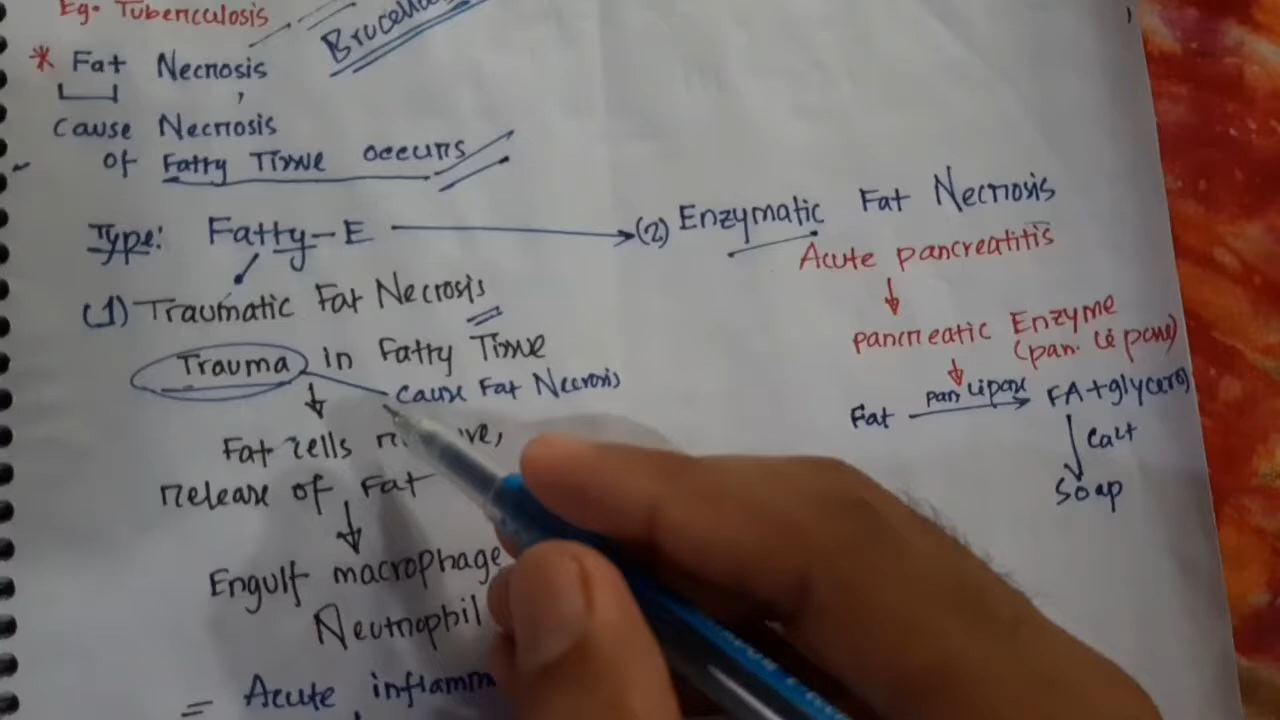 Eg. Tuberculosis
* Fat Necrosis
cause Necrosis
of Fatty Tissue occurs
Type: Fatty-E
(1) Traumatic Fat Necrosis
Trauma in Fatty Tissue
cause Fat Necrosis
Fat cells
release of Fat
Engulf macrophage
Neutrophil
= Acute inflamm
(2) Enzymatic Fat Necrosis
Acute pancreatitis
pancreatic Enzyme
(pan. Lipase)
Fat pan Lipase FA + glycerol
Ca2+
Soap